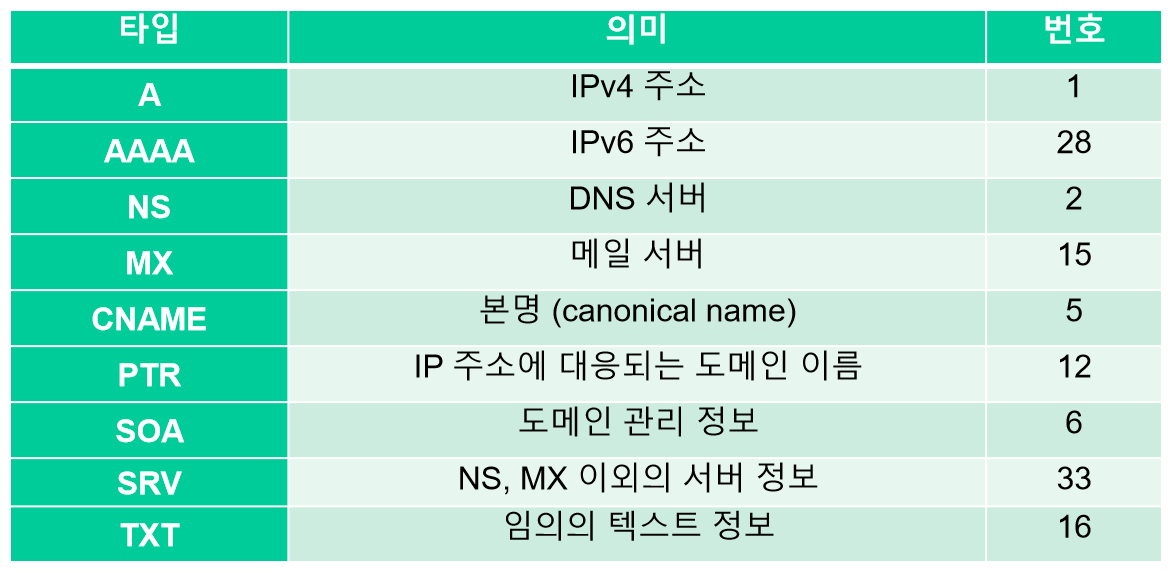 타입 의미 번호
A IPv4 주소 1
AAAA IPv6 주소 28
NS DNS 서버 2
MX 메일 서버 15
CNAME 본명 (canonical name) 5
PTR IP 주소에 대응되는 도메인 이름 12
SOA 도메인 관리 정보 6
SRV NS, MX 이외의 서버 정보 33
TXT 임의의 텍스트 정보 16